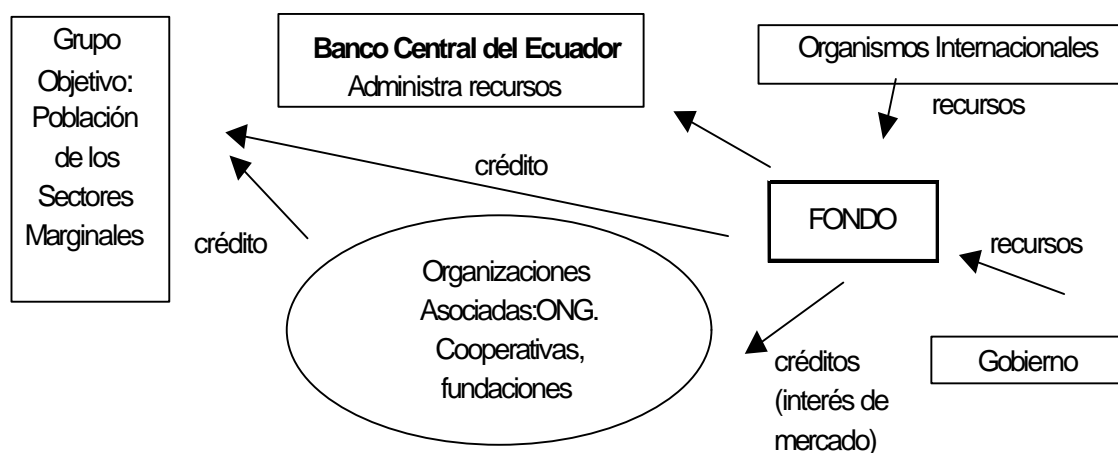 Grupo
Objetivo:
Población
de los
Sectores
Marginales
Banco Central del Ecuador
Administra recursos
Organismos Internacionales
recursos
crédito
FONDO
crédito
recursos
Organizaciones
Asociadas:ONG.
Cooperativas,
fundaciones
créditos
(interés de
mercado)
Gobierno